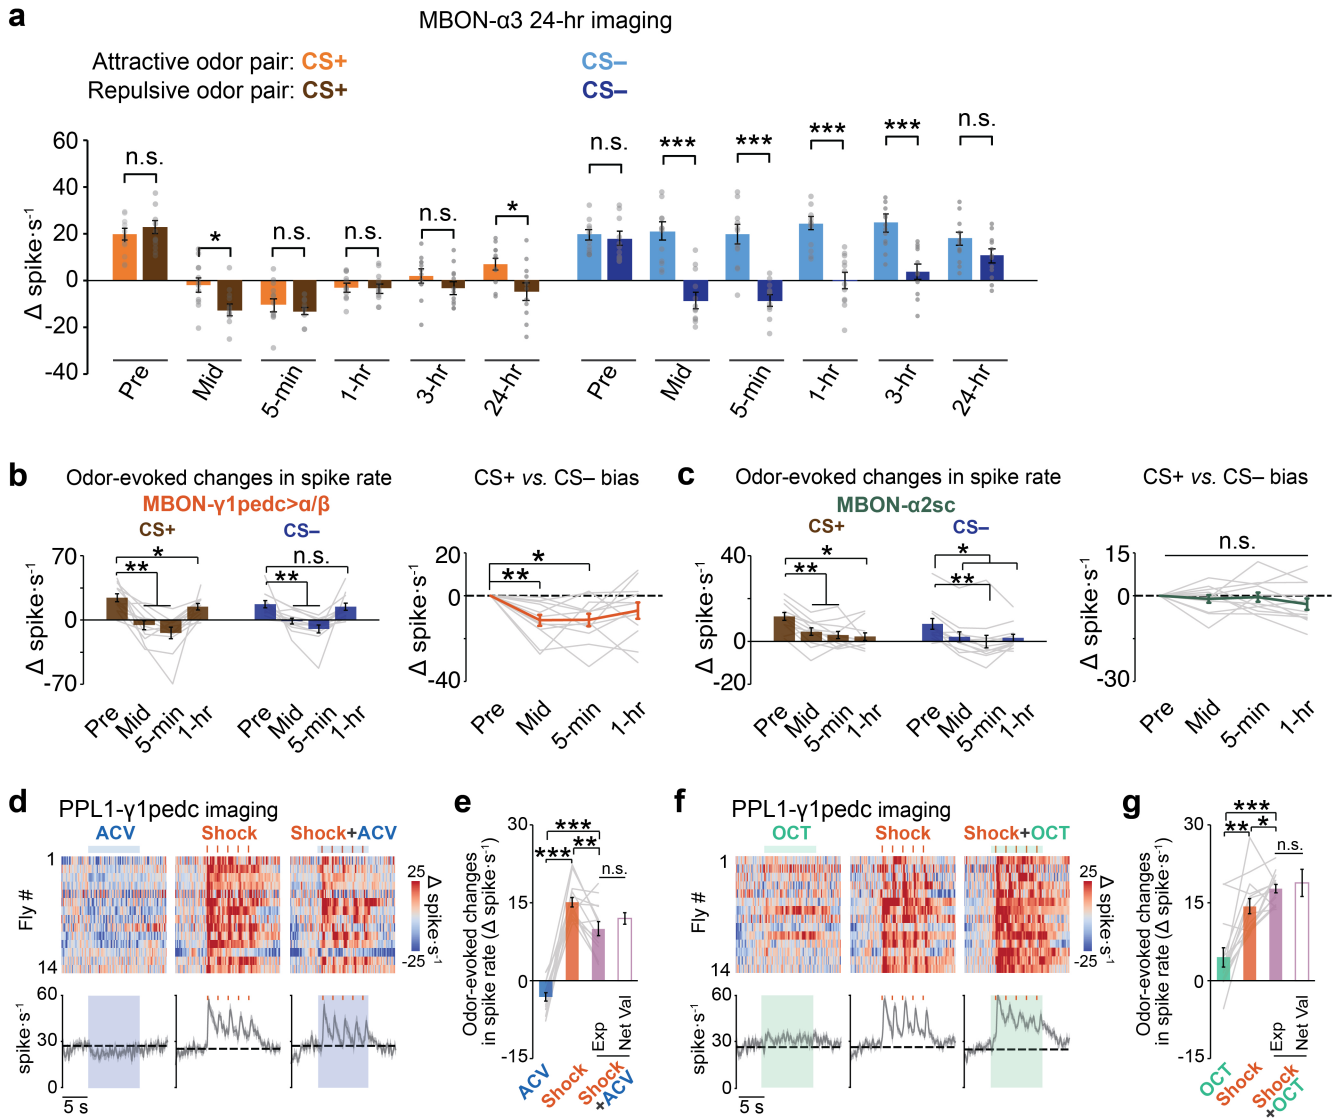 a
MBON-α3 24-hr imaging
Attractive odor pair: CS+
CS–
Repulsive odor pair: CS+
CS–
Δ spike·s⁻¹
60
40
20
0
-20
-40
n.s.
*
n.s.
n.s.
n.s.
*
n.s.
***
***
***
***
n.s.
Pre
Mid
5-min
1-hr
3-hr
24-hr
Pre
Mid
5-min
1-hr
3-hr
24-hr
b
Odor-evoked changes in spike rate
MBON-γ1pedc>α/β
CS+
CS–
Δ spike·s⁻¹
70
0
-70
*
**
n.s.
**
Pre
Mid
5-min
1-hr
Pre
Mid
5-min
1-hr
CS+ vs. CS– bias
Δ spike·s⁻¹
20
0
-40
*
**
Pre
Mid
5-min
1-hr
c
Odor-evoked changes in spike rate
MBON-α2sc
CS+
CS–
Δ spike·s⁻¹
40
0
-20
*
**
*
**
Pre
Mid
5-min
1-hr
Pre
Mid
5-min
1-hr
CS+ vs. CS– bias
Δ spike·s⁻¹
15
0
-30
n.s.
Pre
Mid
5-min
1-hr
d
PPL1-γ1pedc imaging
ACV
Shock
Shock+ACV
Fly #
1
14
25
-25
Δ spike·s⁻¹
spike·s⁻¹
60
30
0
5 s
e
Odor-evoked changes
in spike rate (Δ spike·s⁻¹)
30
15
0
-15
***
**
***
n.s.
Exp
Net Val
ACV
Shock
Shock
+ACV
f
PPL1-γ1pedc imaging
OCT
Shock
Shock+OCT
Fly #
1
14
25
-25
Δ spike·s⁻¹
spike·s⁻¹
60
30
0
5 s
g
Odor-evoked changes
in spike rate (Δ spike·s⁻¹)
30
15
0
-15
***
**
*
n.s.
Exp
Net Val
OCT
Shock
Shock
+OCT